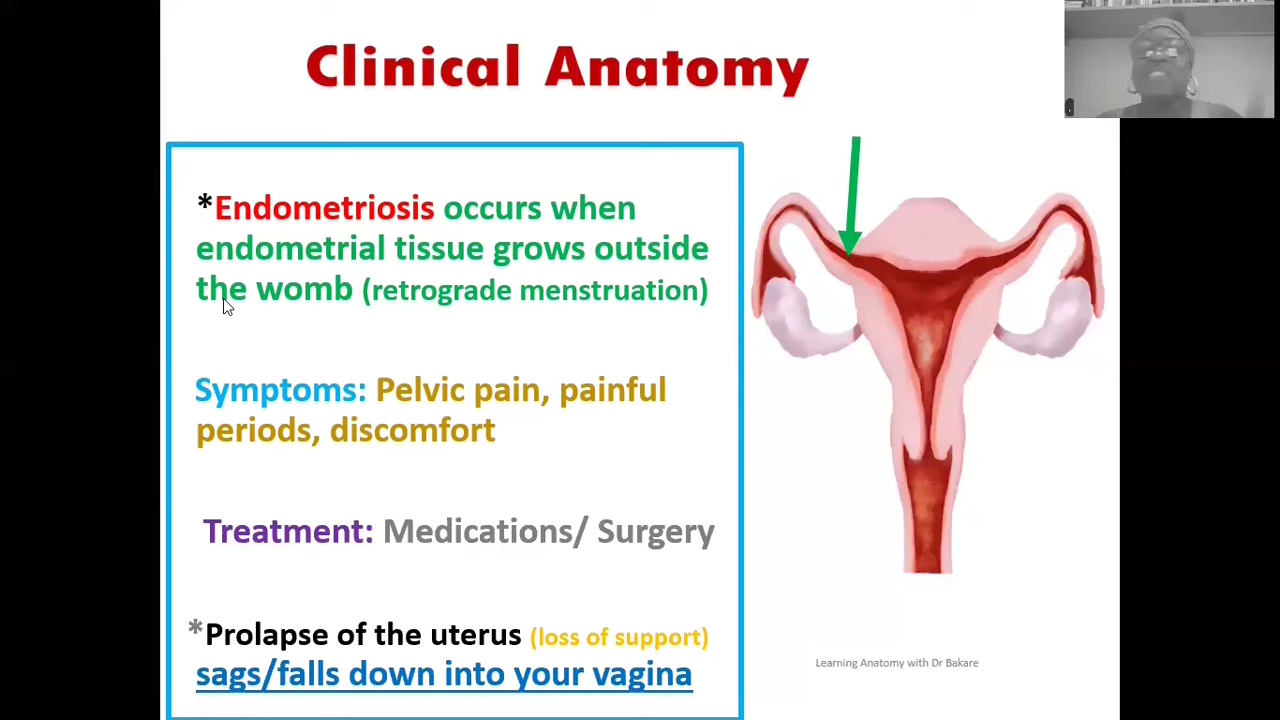 Clinical Anatomy
*Endometriosis occurs when
endometrial tissue grows outside
the womb (retrograde menstruation)
Symptoms: Pelvic pain, painful
periods, discomfort
Treatment: Medications/ Surgery
*Prolapse of the uterus (loss of support)
sags/falls down into your vagina
Learning Anatomy with Dr Bakare